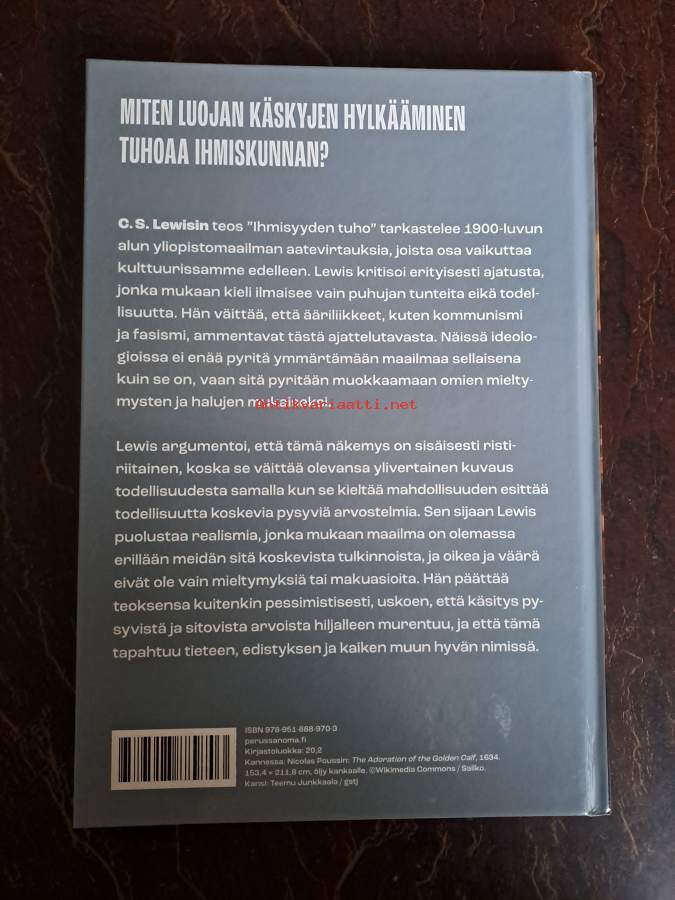 MITEN LUOJAN KÄSKYJEN HYLKÄÄMINEN
TUHOAA IHMISKUNNAN?
C. S. Lewisin teos ”Ihmisyyden tuho” tarkastelee 1900-luvun
alun yliopistomaailman aatevirtauksia, joista osa vaikuttaa
kulttuurissamme edelleen. Lewis kritisoi erityisesti ajatusta,
jonka mukaan kieli ilmaisee vain puhujan tunteita eikä todel-
lisuutta. Hän väittää, että ääriliikkeet, kuten kommunismi
ja fasismi, ammentavat tästä ajattelutavasta. Näissä ideolo-
gioissa ei enää pyritä ymmärtämään maailmaa sellaisena
kuin se on, vaan sitä pyritään muokkaamaan omien mielty-
mysten ja halujen mukaiseksi.
Antikvariaatti.net
Lewis argumentoi, että tämä näkemys on sisäisesti risti-
riitainen, koska se väittää olevansa ylivertainen kuvaus
todellisuudesta samalla kun se kieltää mahdollisuuden esittää
todellisuutta koskevia pysyviä arvostelmia. Sen sijaan Lewis
puolustaa realismia, jonka mukaan maailma on olemassa
erillään meidän sitä koskevista tulkinnoista, ja oikea ja väärä
eivät ole vain mieltymyksiä tai makuasioita. Hän päättää
teoksensa kuitenkin pessimistisesti, uskoen, että käsitys py-
syvistä ja sitovista arvoista hiljalleen murentuu, ja että tämä
tapahtuu tieteen, edistyksen ja kaiken muun hyvän nimissä.
ISBN 978-951-888-970-3
perussanoma.fi
Kirjastoluokka: 20,2
Kannessa: Nicolas Poussin: The Adoration of the Golden Calf, 1634.
153,4 × 211,8 cm, öljy kankaalle. ©Wikimedia Commons / Sailko.
Kansi: Teemu Junkkaala / gstj